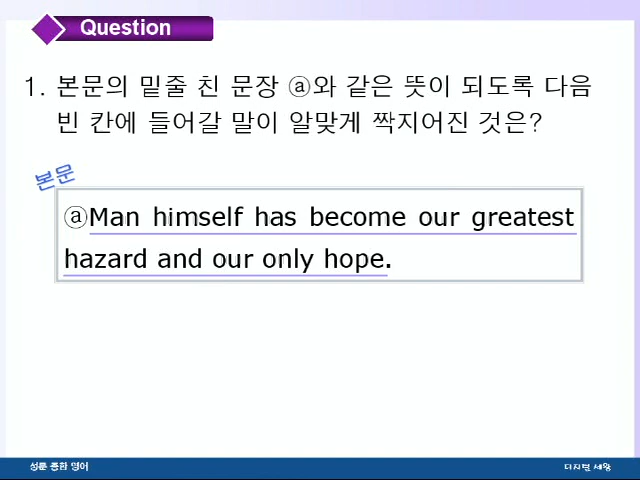 Question
1. 본문의 밑줄 친 문장 ⓐ와 같은 뜻이 되도록 다음
빈 칸에 들어갈 말이 알맞게 짝지어진 것은?
본문
ⓐMan himself has become our greatest
hazard and our only hope.
성문 종합 영어
디지털 세왕